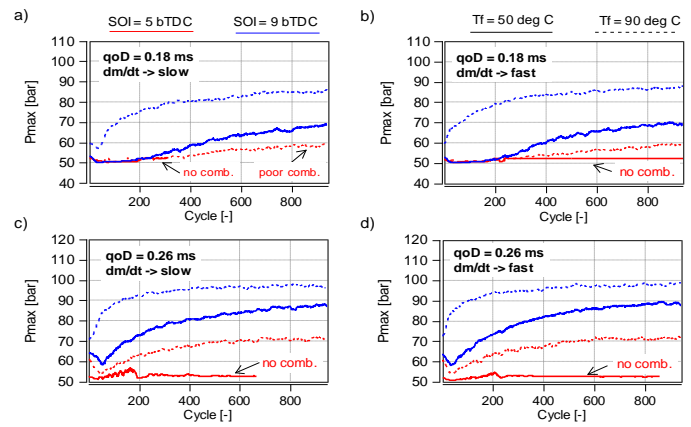 a) SOI = 5 bTDC SOI = 9 bTDC b) Tf = 50 deg C Tf = 90 deg C
110
100
90
80
70
60
50
40
Pmax [bar]
qoD = 0.18 ms
dm/dt -> slow
no comb.
poor comb.
200 400 600 800
Cycle [-]
110
100
90
80
70
60
50
40
Pmax [bar]
qoD = 0.18 ms
dm/dt -> fast
no comb.
200 400 600 800
Cycle [-]
c)
120
110
100
90
80
70
60
50
Pmax [bar]
qoD = 0.26 ms
dm/dt -> slow
no comb.
200 400 600 800
Cycle [-]
d)
120
110
100
90
80
70
60
50
Pmax [bar]
qoD = 0.26 ms
dm/dt -> fast
no comb.
200 400 600 800
Cycle [-]